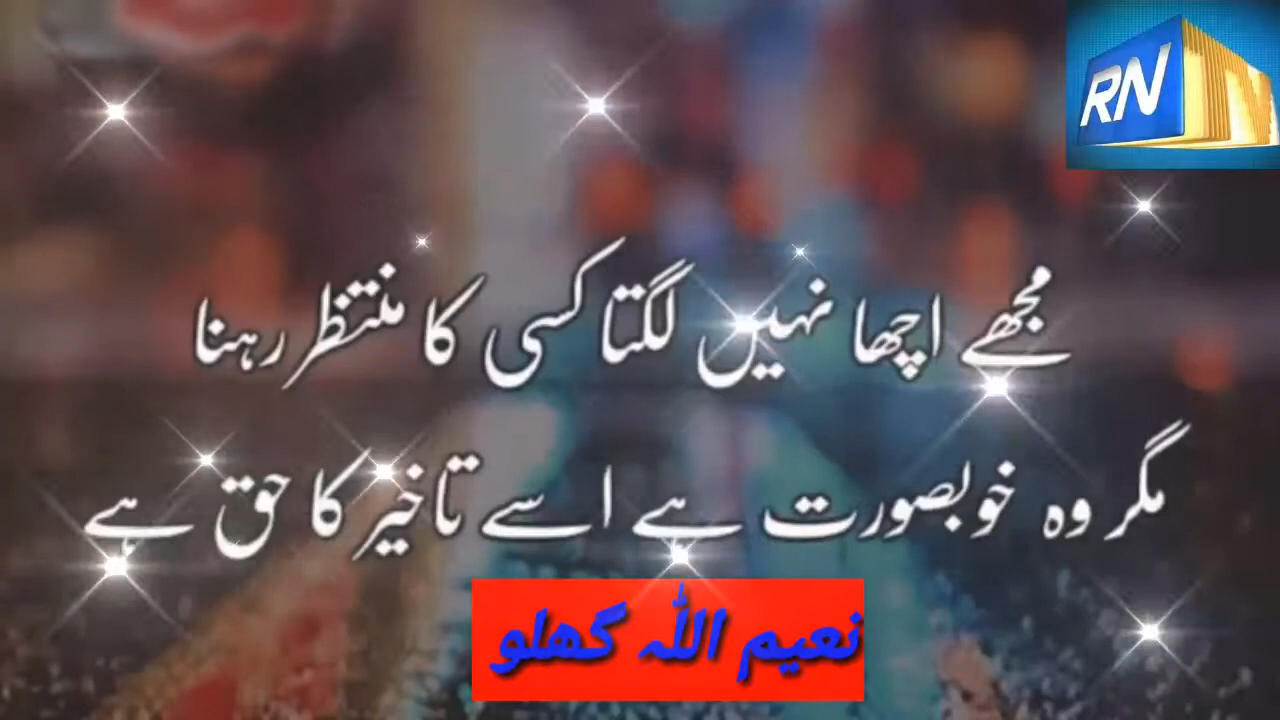 RN
مجھے اچھا نہیں لگتا کسی کا منتظر رہنا
مگر وہ خوبصورت ہے اسے تاخیر کا حق ہے
نعیم اللہ گھلو